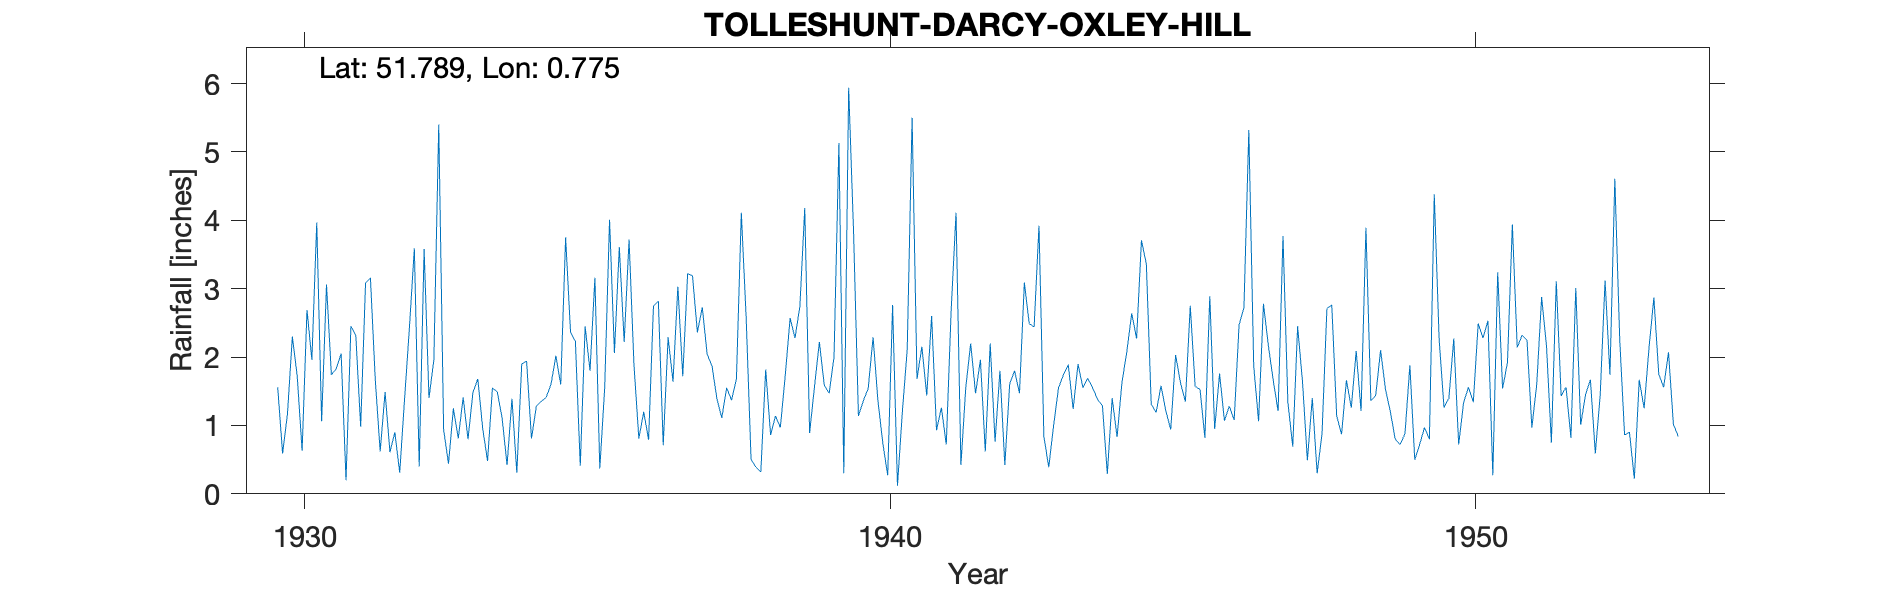 TOLLESHUNT-DARCY-OXLEY-HILL
Lat: 51.789, Lon: 0.775
6
5
4
3
2
1
0
Rainfall [inches]
1930 1940 1950
Year